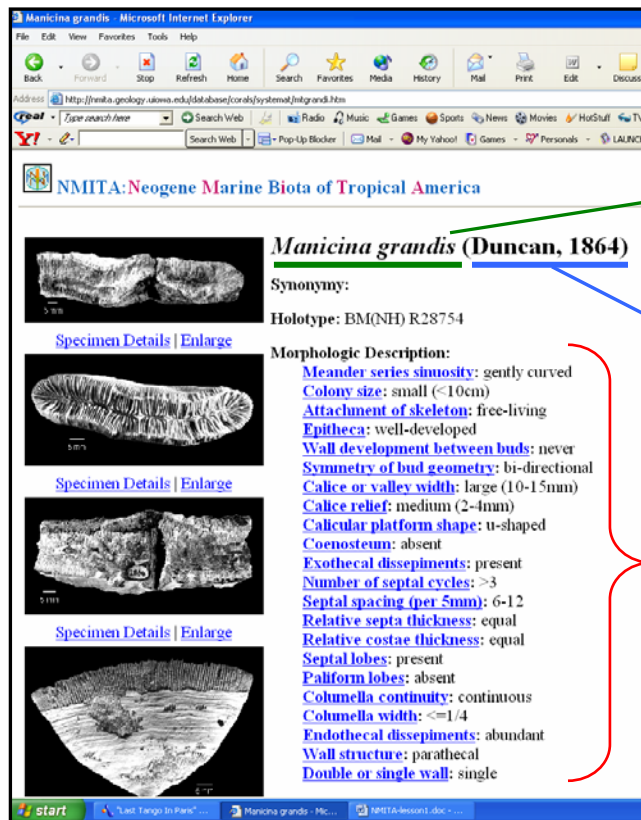 Manicina grandis - Microsoft Internet Explorer
File Edit View Favorites Tools Help
Back Forward Stop Refresh Home Search Favorites Media History Mail Print Edit Discuss
Address http://nmita.geology.uiowa.edu/database/corals/systemat/mtgrandi.htm
real Type search here Search Web Radio Music Games Sports News Movies HotStuff TV
Y! Search Web Pop-Up Blocker Mail My Yahoo! Games Personals LAUNCH
NMITA:Neogene Marine Biota of Tropical America
Manicina grandis (Duncan, 1864)
Synonymy:
Holotype: BM(NH) R28754
5 mm
Specimen Details | Enlarge
5 mm
Specimen Details | Enlarge
5 mm
Specimen Details | Enlarge
Morphologic Description:
Meander series sinuosity: gently curved
Colony size: small (<10cm)
Attachment of skeleton: free-living
Epitheca: well-developed
Wall development between buds: never
Symmetry of bud geometry: bi-directional
Calice or valley width: large (10-15mm)
Calice relief: medium (2-4mm)
Calicular platform shape: u-shaped
Coenosteum: absent
Exothecal dissepiments: present
Number of septal cycles: >3
Septal spacing (per 5mm): 6-12
Relative septa thickness: equal
Relative costae thickness: equal
Septal lobes: present
Paliform lobes: absent
Columella continuity: continuous
Columella width: <=1/4
Endothecal dissepiments: abundant
Wall structure: parathecal
Double or single wall: single
start "Last Tango In Paris" ... Manicina grandis - Mic... NMITA-lesson1.doc - ...